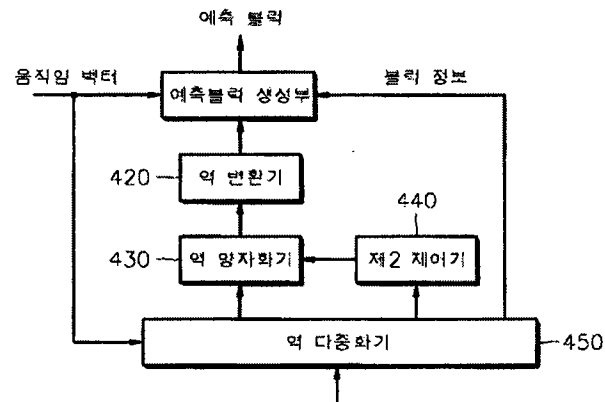 예측 블럭
움직임 벡터
블럭 정보
예측블럭 생성부
420
역 변환기
440
430
역 양자화기
제2 제어기
역 다중화기
450